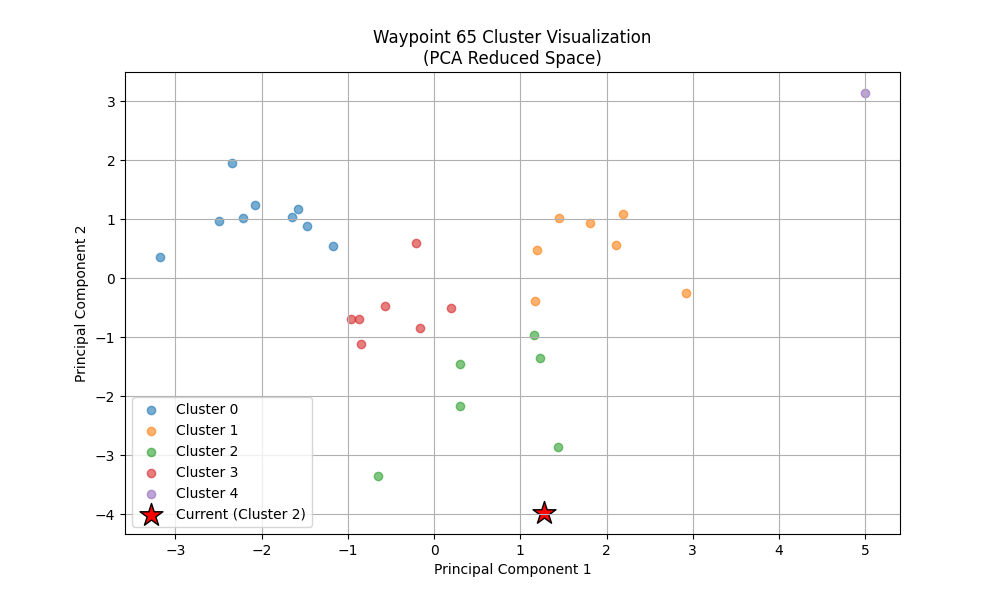 Waypoint 65 Cluster Visualization
(PCA Reduced Space)
Principal Component 2
3
2
1
0
−1
−2
−3
−4
Cluster 0
Cluster 1
Cluster 2
Cluster 3
Cluster 4
Current (Cluster 2)
−3 −2 −1 0 1 2 3 4 5
Principal Component 1